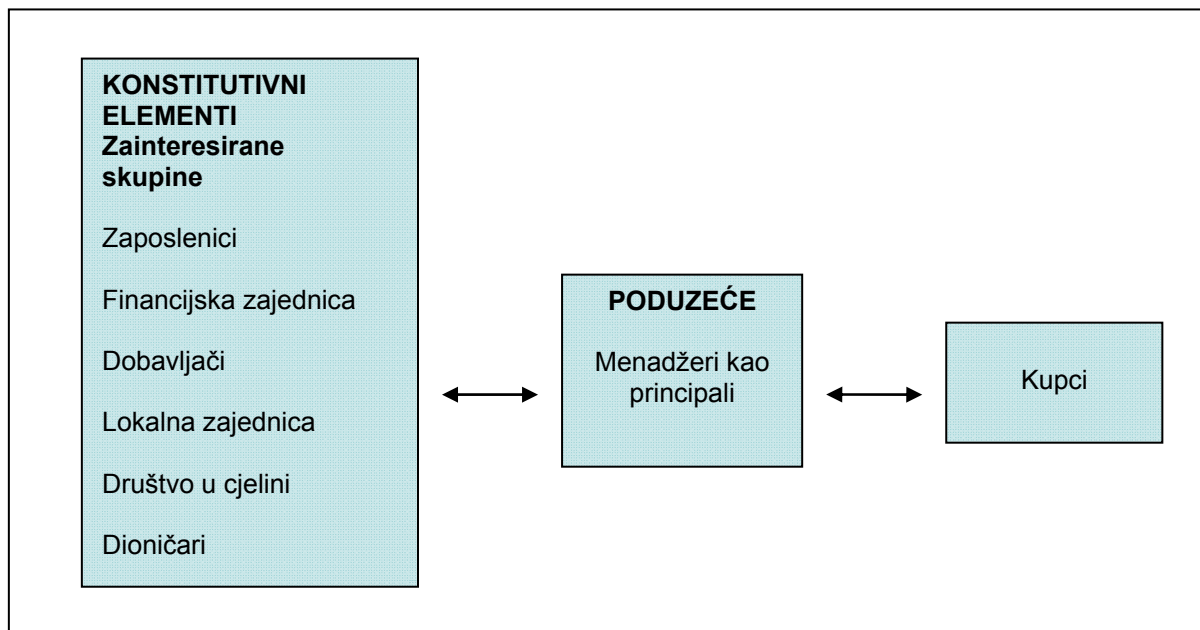 KONSTITUTIVNI
ELEMENTI
Zainteresirane
skupine
Zaposlenici
Financijska zajednica
Dobavljači
Lokalna zajednica
Društvo u cjelini
Dioničari
PODUZEĆE
Menadžeri kao
principali
Kupci